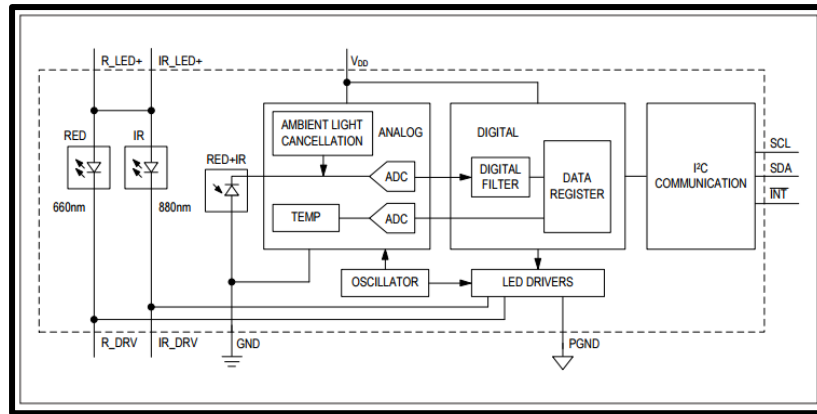 R_LED+
IR_LED+
VDD
RED
IR
660nm
880nm
RED+IR
AMBIENT LIGHT
CANCELLATION
ANALOG
ADC
TEMP
ADC
DIGITAL
DIGITAL
FILTER
DATA
REGISTER
I²C
COMMUNICATION
SCL
SDA
INT
OSCILLATOR
LED DRIVERS
R_DRV
IR_DRV
GND
PGND